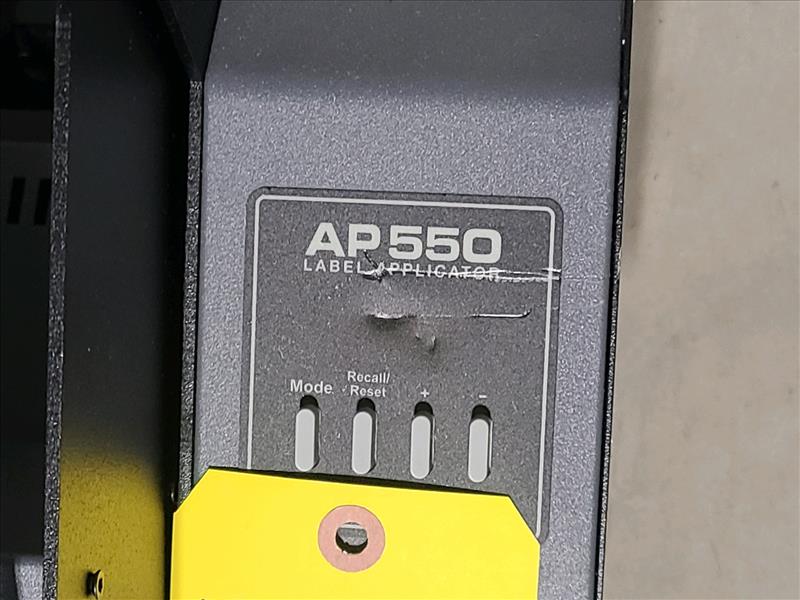 AP550
LABEL APPLICATOR
Mode
Recall/
Reset
+
-